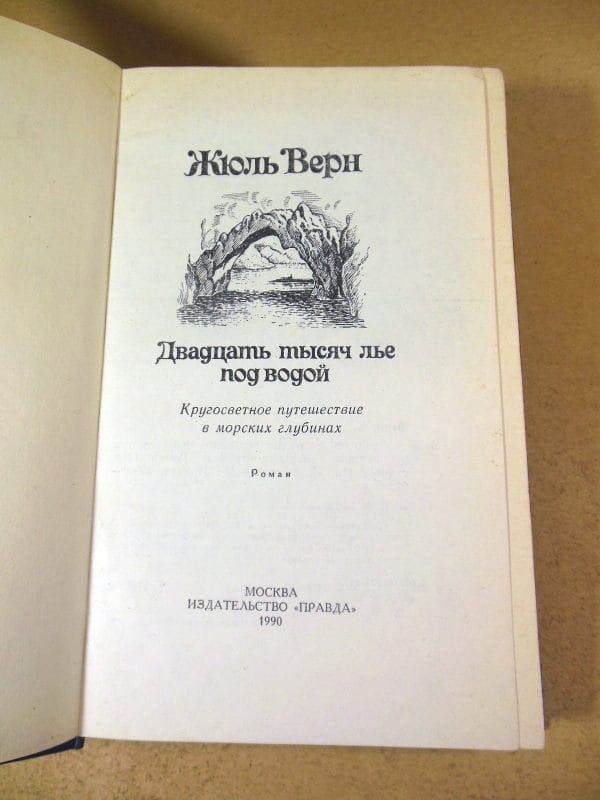 Жюль Верн
Двадцать тысяч лье
под водой
Кругосветное путешествие
в морских глубинах
Роман
МОСКВА
ИЗДАТЕЛЬСТВО «ПРАВДА»
1990